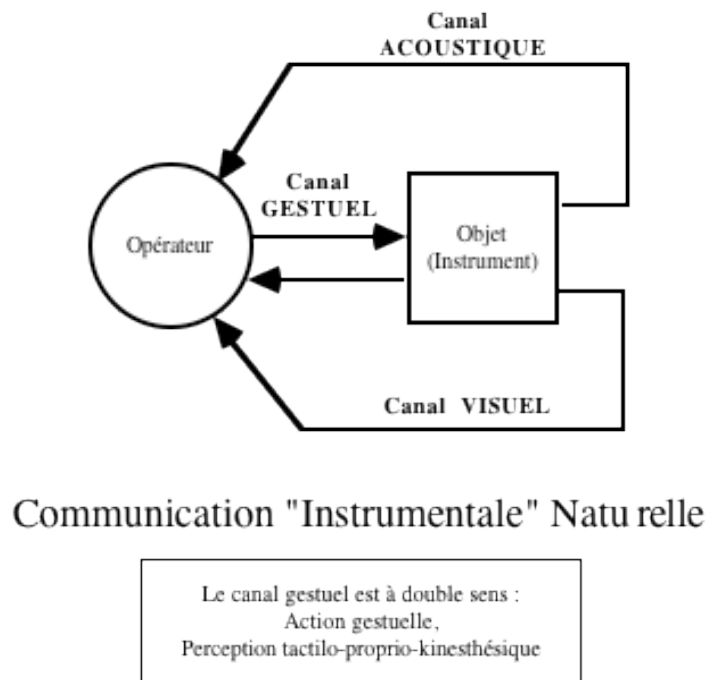 Canal
ACOUSTIQUE
Canal
GESTUEL
Opérateur
Objet
(Instrument)
Canal VISUEL
Communication "Instrumentale" Natu relle
Le canal gestuel est à double sens :
Action gestuelle,
Perception tactilo-proprio-kinesthésique